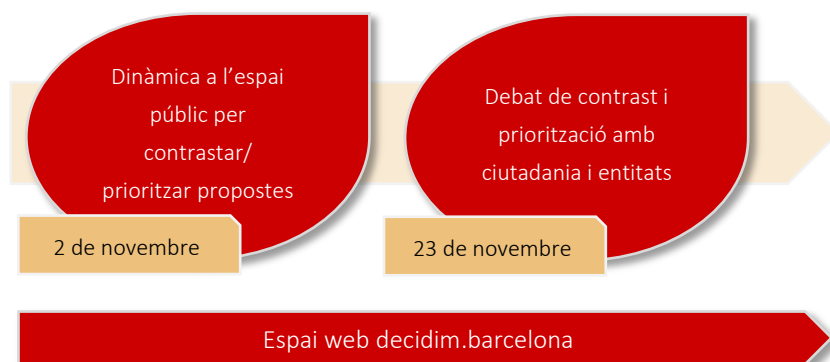 Dinàmica a l’espai
públic per
contrastar/
prioritzar propostes
2 de novembre
Debat de contrast i
priorització amb
ciutadania i entitats
23 de novembre
Espai web decidim.barcelona